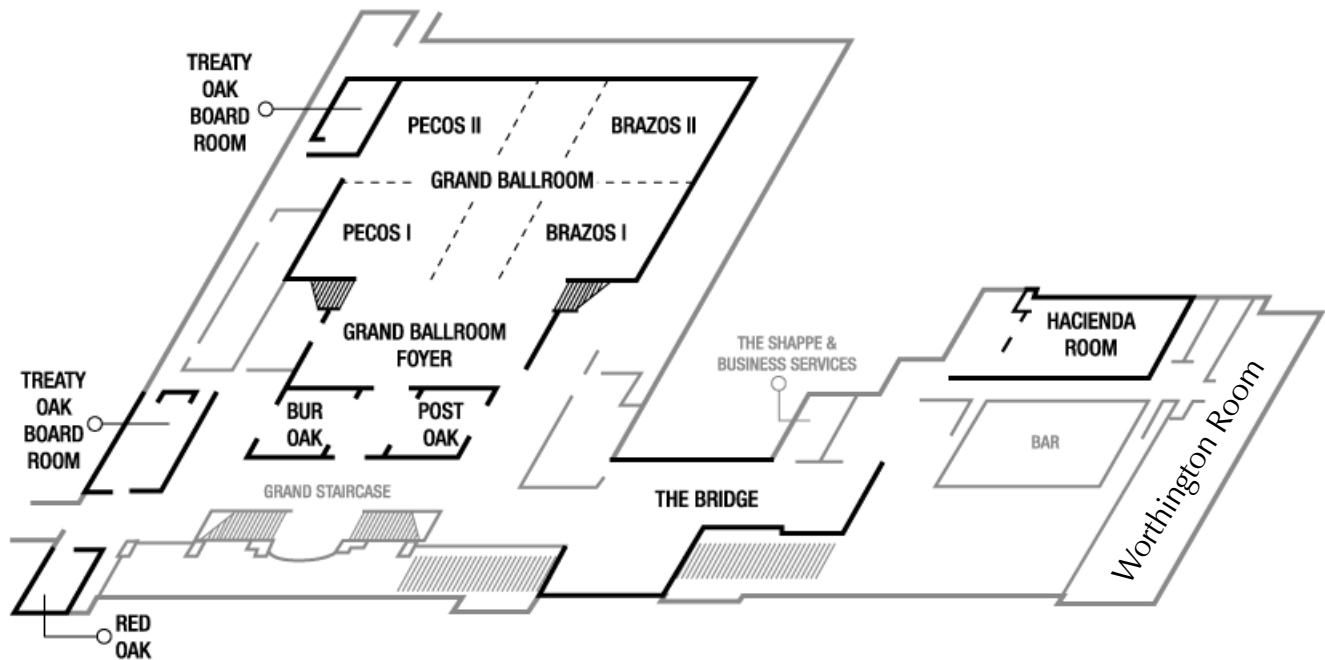 TREATY
OAK
BOARD
ROOM
PECOS II
BRAZOS II
GRAND BALLROOM
PECOS I
BRAZOS I
GRAND BALLROOM
FOYER
THE SHAPPE &
BUSINESS SERVICES
HACIENDA
ROOM
TREATY
OAK
BOARD
ROOM
BUR
OAK
POST
OAK
BAR
Worthington Room
GRAND STAIRCASE
THE BRIDGE
RED
OAK